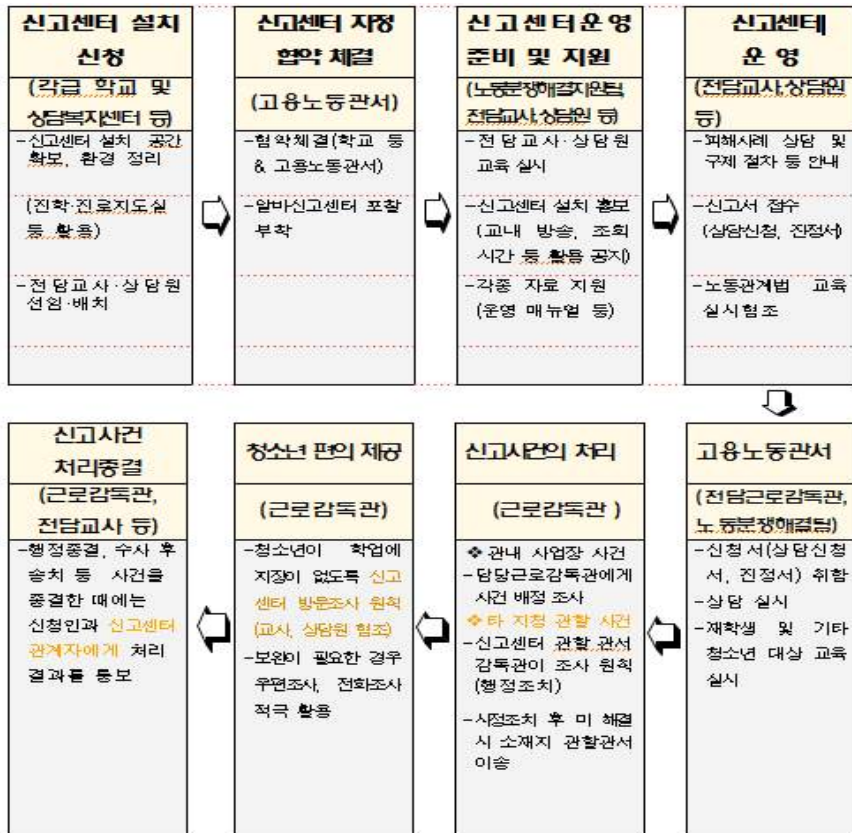 신고센터 설치
신청
(각급 학교 및
상담복지센터 등)
-신고센터 설치 공간
확보, 환경 정리
(진학·진로지도실
등 활용)
-전담교사·상담원
선임·배치
신고센터 지정
협약 체결
(고용노동관서)
-협약체결(학교 등
& 고용노동관서)
-알바신고센터 포찰
부착
신고센터운영
준비 및 지원
(노동분쟁해결지원팀,
전담교사,상담원 등)
-전담교사·상담원
교육 실시
-신고센터 설치 홍보
(교내 방송, 조회
시간 등 활용 공지)
-각종 자료 지원
(운영 매뉴얼 등)
신고센터
운영
(전담교사,상담원
등)
-피해사례 상담 및
구제 절차 등 안내
-신고서 접수
(상담신청, 진정서)
-노동관계법 교육
실시협조
고용노동관서
(전담근로감독관,
노동분쟁해결팀)
-신청서(상담신청
서, 진정서) 취합
-상담 실시
-재학생 및 기타
청소년 대상 교육
실시
신고사건의 처리
(근로감독관 )
❖ 관내 사업장 사건
-담당근로감독관에게
사건 배정 조사
❖타 지청 관할 사건
-신고센터 관할 관서
감독관이 조사 원칙
(행정조치)
-시정조치 후 미 해결
시 소재지 관할관서
이송
청소년 편의 제공
(근로감독관)
-청소년이 학업에
지장이 없도록 신고
센터 방문조사 원칙
(교사, 상담원 협조)
-보완이 필요한 경우
우편조사, 전화조사
적극 활용
신고사건
처리종결
(근로감독관,
전담교사 등)
-행정종결, 수사 후
송치 등 사건을
종결한 때에는
신청인과 신고센터
관계자에게 처리
결과를 통보